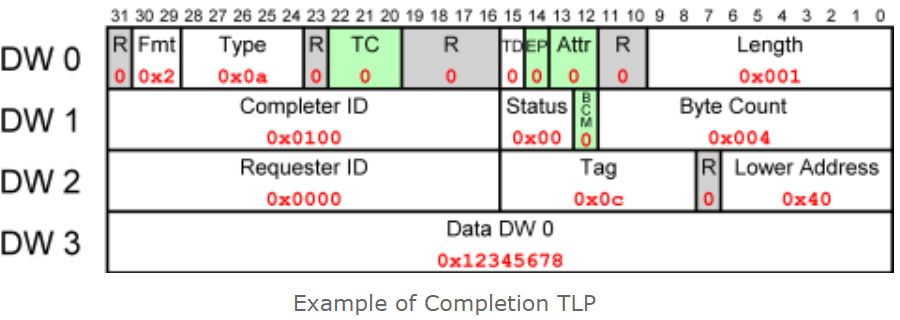 31 30 29 28 27 26 25 24 23 22 21 20 19 18 17 16 15 14 13 12 11 10 9 8 7 6 5 4 3 2 1 0
DW 0 R Fmt Type R TC R TD EP Attr R Length
0 0x2 0x0a 0 0 0 0 0 0 0 0x001
DW 1 Completer ID Status BCM Byte Count
0x0100 0x00 0 0x004
DW 2 Requester ID Tag R Lower Address
0x0000 0x0c 0 0x40
DW 3 Data DW 0
0x12345678
Example of Completion TLP